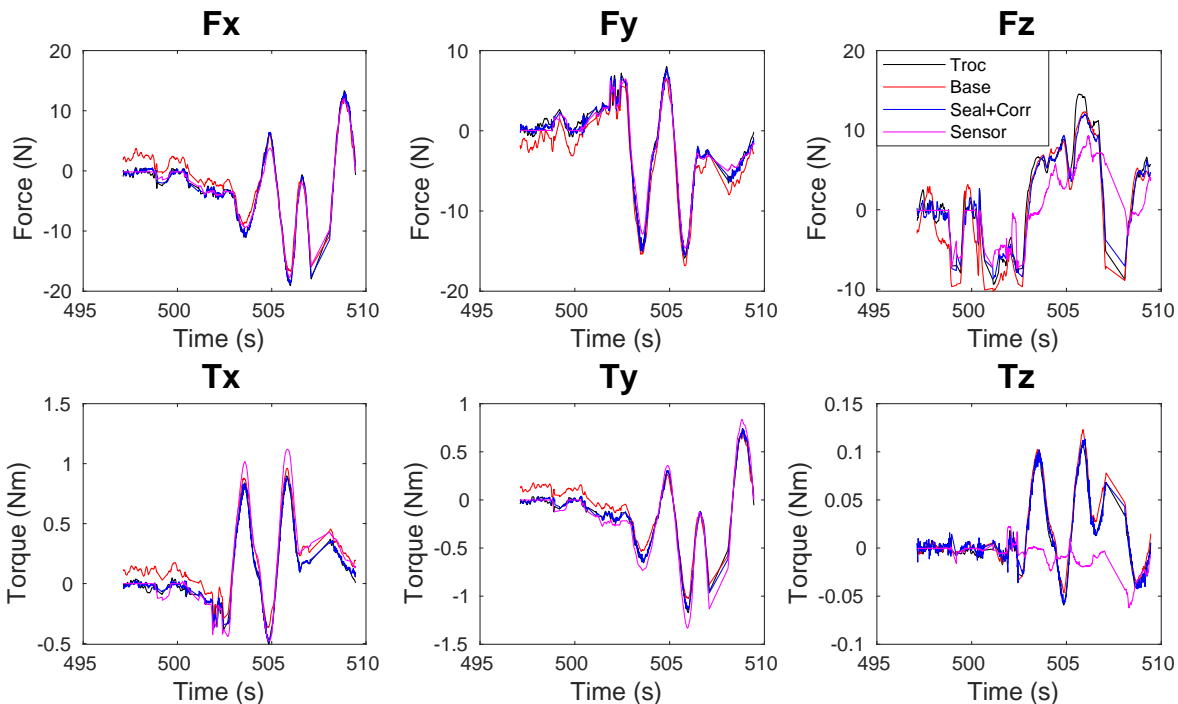 Fx Fy Fz
20 10 20
10 0 10
0 -10 0
-10 -20 -10
-20
Force (N) Force (N) Force (N)
495 500 505 510 495 500 505 510 495 500 505 510
Time (s) Time (s) Time (s)
Troc
Base
Seal+Corr
Sensor
Tx Ty Tz
1.5 1 0.15
1 0.5 0.1
0.5 0 0.05
0 -0.5 0
-0.5 -1 -0.05
-1.5 -0.1
Torque (Nm) Torque (Nm) Torque (Nm)
495 500 505 510 495 500 505 510 495 500 505 510
Time (s) Time (s) Time (s)